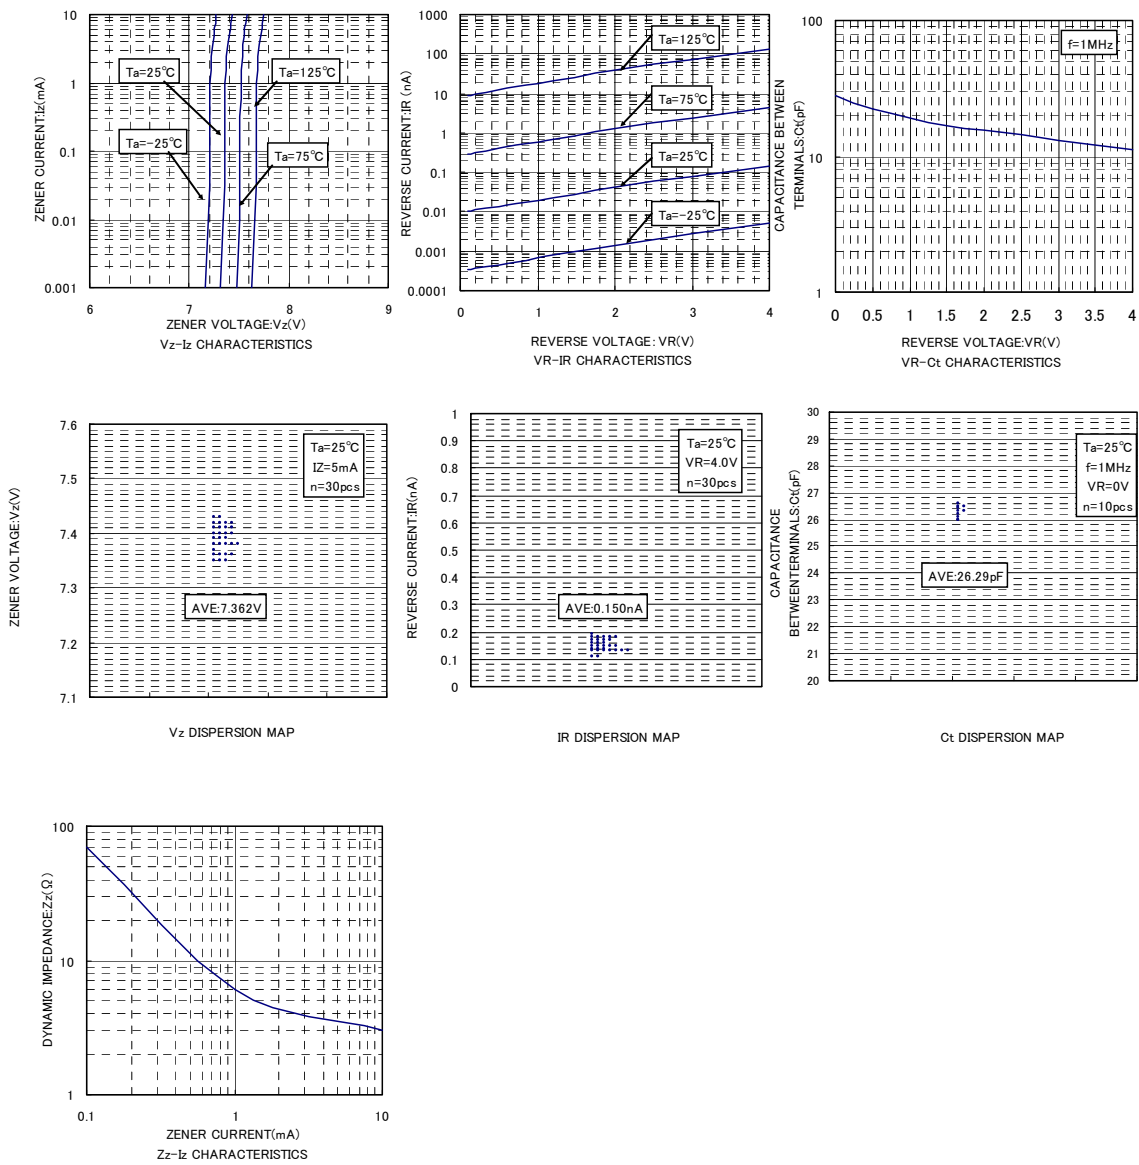 ZENER CURRENT:Iz(mA)
10
1
0.1
0.01
0.001
Ta=25℃
Ta=125℃
Ta=-25℃
Ta=75℃
6
7
8
9
ZENER VOLTAGE:Vz(V)
Vz-Iz CHARACTERISTICS
REVERSE CURRENT:IR (nA)
1000
100
10
1
0.1
0.01
0.001
0.0001
Ta=125℃
Ta=75℃
Ta=25℃
Ta=-25℃
0
1
2
3
4
REVERSE VOLTAGE: VR(V)
VR-IR CHARACTERISTICS
CAPACITANCE BETWEEN
TERMINALS:Ct(pF)
100
10
1
f=1MHz
0
0.5
1
1.5
2
2.5
3
3.5
4
REVERSE VOLTAGE:VR(V)
VR-Ct CHARACTERISTICS
ZENER VOLTAGE:Vz(V)
7.6
7.5
7.4
7.3
7.2
7.1
Ta=25℃
IZ=5mA
n=30pcs
AVE:7.362V
Vz DISPERSION MAP
REVERSE CURRENT:IR(nA)
1
0.9
0.8
0.7
0.6
0.5
0.4
0.3
0.2
0.1
0
Ta=25℃
VR=4.0V
n=30pcs
AVE:0.150nA
IR DISPERSION MAP
CAPACITANCE
BETWEENTERMINALS:Ct(pF)
30
29
28
27
26
25
24
23
22
21
20
Ta=25℃
f=1MHz
VR=0V
n=10pcs
AVE:26.29pF
Ct DISPERSION MAP
DYNAMIC IMPEDANCE:Zz(Ω)
100
10
1
0.1
1
10
ZENER CURRENT(mA)
Zz-Iz CHARACTERISTICS